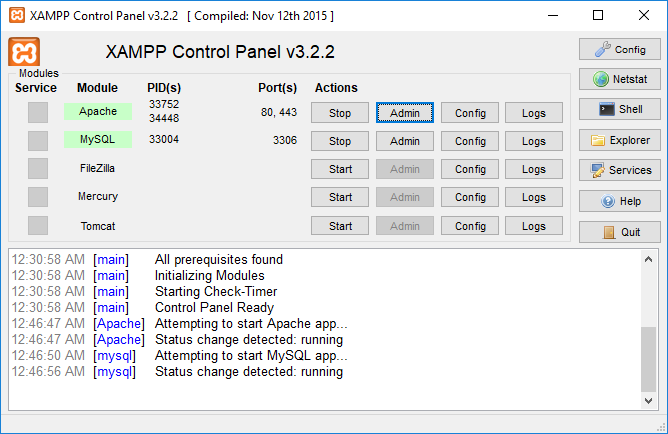 XAMPP Control Panel v3.2.2 [ Compiled: Nov 12th 2015 ]
XAMPP Control Panel v3.2.2
Config
Modules
Service Module PID(s) Port(s) Actions
Netstat
Apache 33752 34448 80, 443 Stop Admin Config Logs
Shell
MySQL 33004 3306 Stop Admin Config Logs
Explorer
FileZilla Start Admin Config Logs
Services
Mercury Start Admin Config Logs
Help
Tomcat Start Admin Config Logs
Quit
12:30:58 AM [main] All prerequisites found
12:30:58 AM [main] Initializing Modules
12:30:58 AM [main] Starting Check-Timer
12:30:58 AM [main] Control Panel Ready
12:46:47 AM [Apache] Attempting to start Apache app...
12:46:47 AM [Apache] Status change detected: running
12:46:50 AM [mysql] Attempting to start MySQL app...
12:46:56 AM [mysql] Status change detected: running